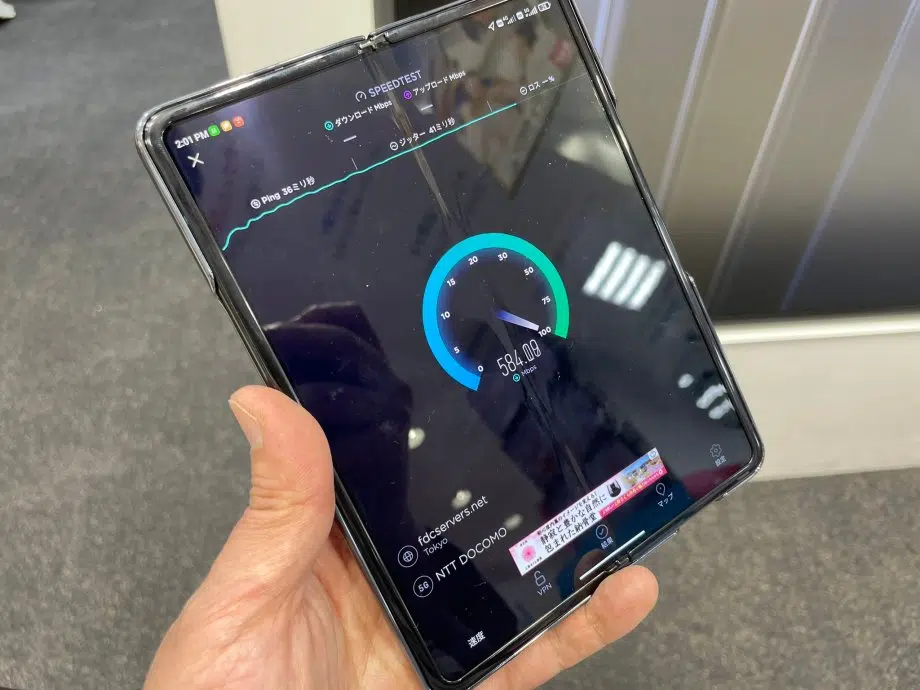 2:01 PM
4G
5G
SPEEDTEST
ダウンロード Mbps
アップロード Mbps
Ping 36ミリ秒
ジッター 41ミリ秒
ロス – %
0
5
10
15
20
30
50
75
100
584.00
Mbps
fdcservers.net
Tokyo
5G NTT DOCOMO
静寂と豊かな自然に
包まれた納骨堂
速度
VPN
結果
マップ
設定